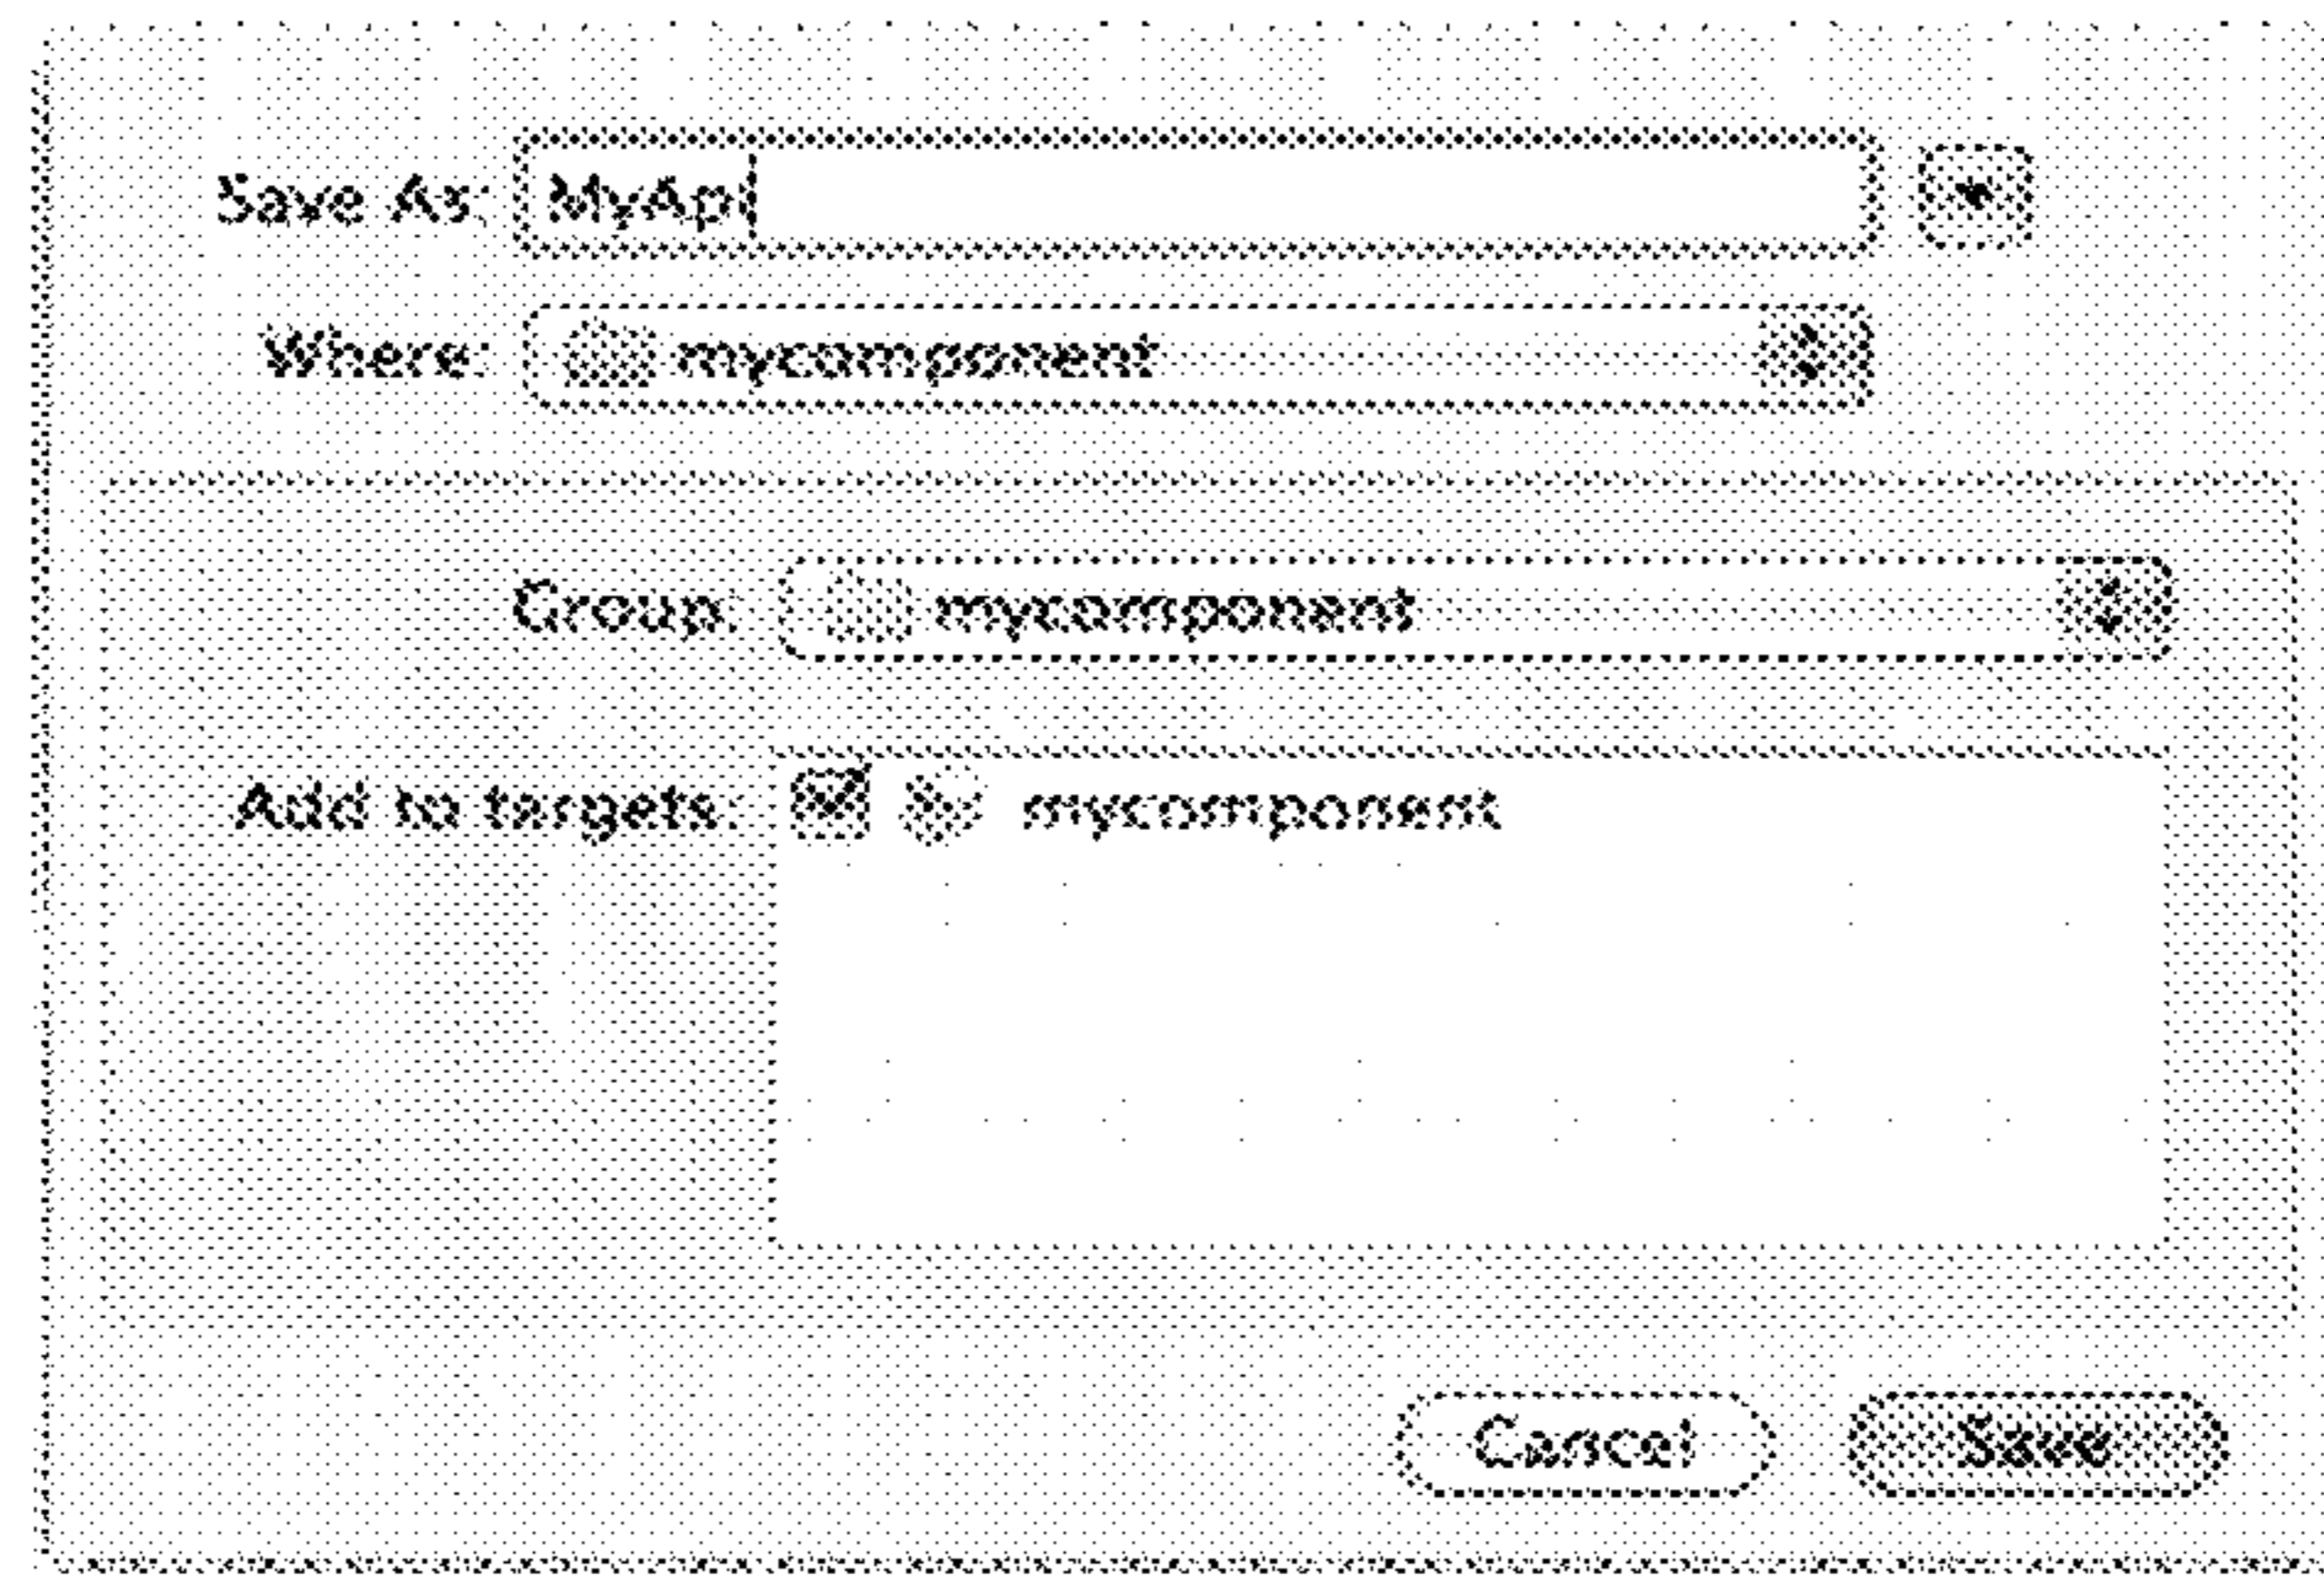 Save As: MyApi
Where: mycomponent
Group: mycomponent
Add to targets: mycomponent
Cancel Save